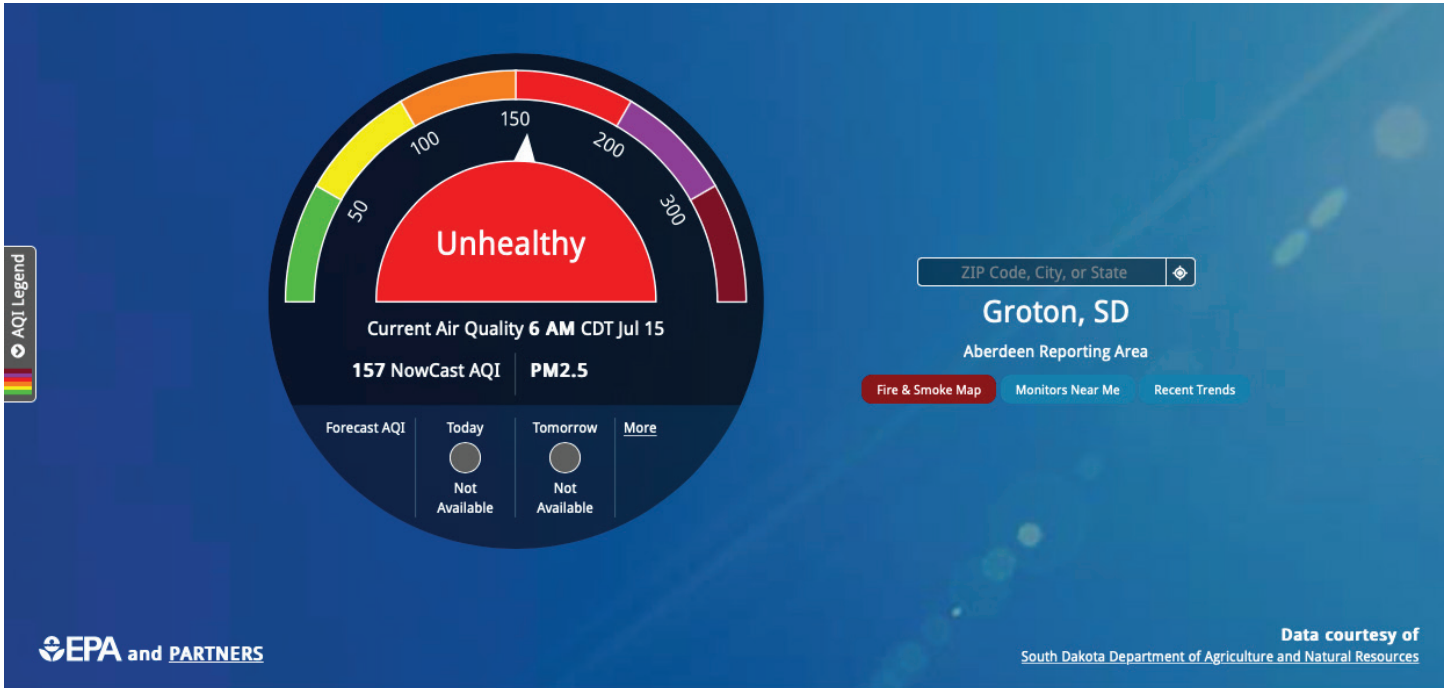 50
100
150
200
300
Unhealthy
Current Air Quality 6 AM CDT Jul 15
157 NowCast AQI PM2.5
Forecast AQI Today Tomorrow More
Not Not
Available Available
AQI Legend
ZIP Code, City, or State
Groton, SD
Aberdeen Reporting Area
Fire & Smoke Map Monitors Near Me Recent Trends
EPA and PARTNERS
Data courtesy of
South Dakota Department of Agriculture and Natural Resources